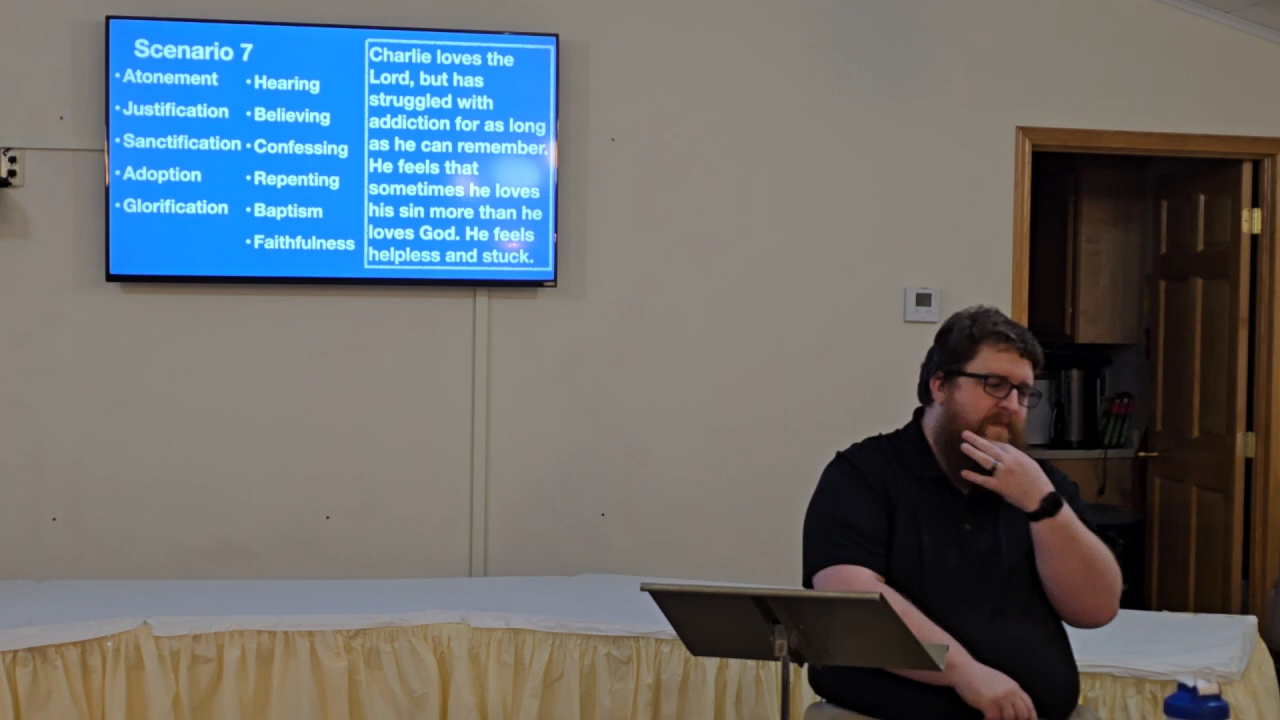 Scenario 7
• Atonement
• Justification
• Sanctification
• Adoption
• Glorification
• Hearing
• Believing
• Confessing
• Repenting
• Baptism
• Faithfulness
Charlie loves the
Lord, but has
struggled with
addiction for as long
as he can remember.
He feels that
sometimes he loves
his sin more than he
loves God. He feels
helpless and stuck.